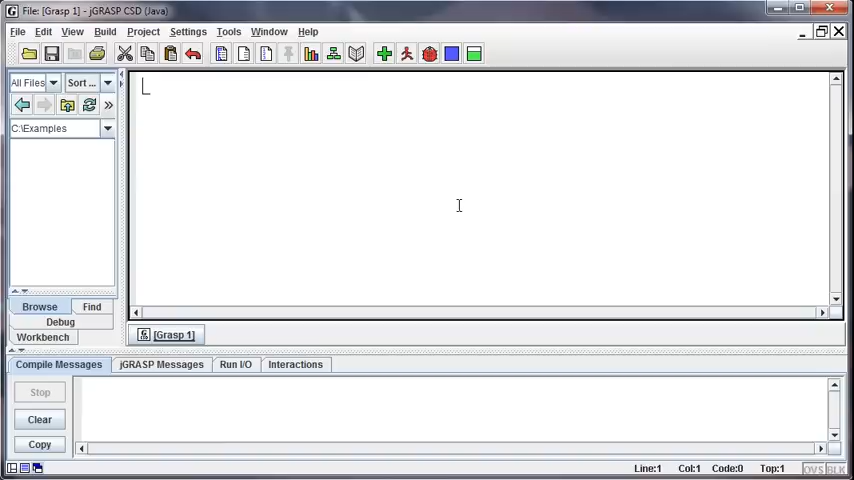 File: [Grasp 1] - jGRASP CSD (Java)
File Edit View Build Project Settings Tools Window Help
All Files Sort ...
»
C:\Examples
Browse Find
Debug
Workbench
[Grasp 1]
Compile Messages jGRASP Messages Run I/O Interactions
Stop
Clear
Copy
Line:1 Col:1 Code:0 Top:1 OVS BLK